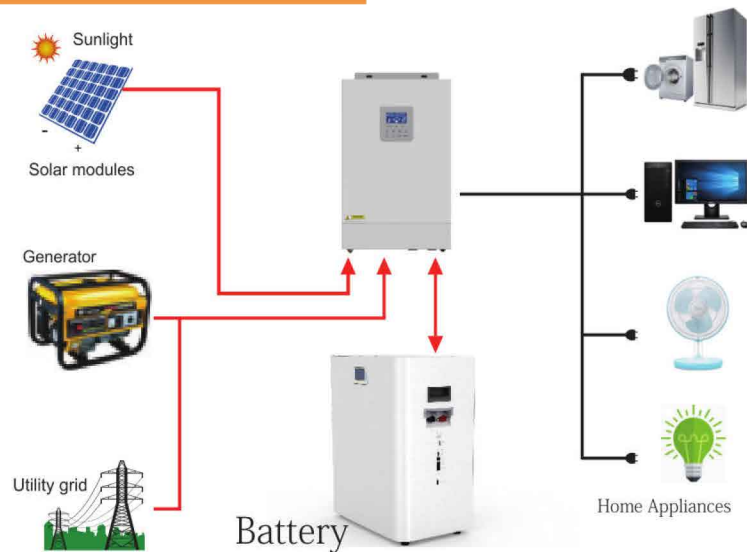 Sunlight
-
+
Solar modules
Generator
Utility grid
Battery
Home Appliances